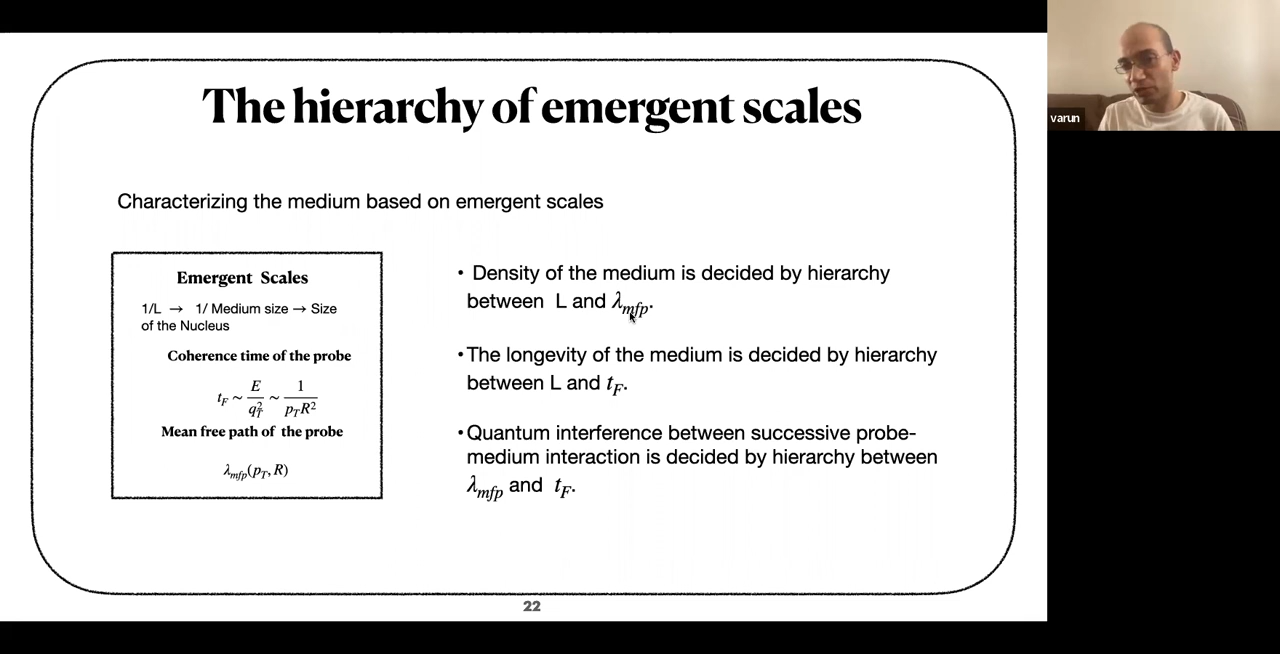 The hierarchy of emergent scales
Characterizing the medium based on emergent scales
Emergent Scales
1/L → 1/ Medium size → Size
of the Nucleus
Coherence time of the probe
t_F ~ E/q_T^2 ~ 1/(p_T R^2)
Mean free path of the probe
λ_mfp(p_T, R)
• Density of the medium is decided by hierarchy
between L and λ_mfp.
• The longevity of the medium is decided by hierarchy
between L and t_F.
• Quantum interference between successive probe-
medium interaction is decided by hierarchy between
λ_mfp and t_F.
22
varun